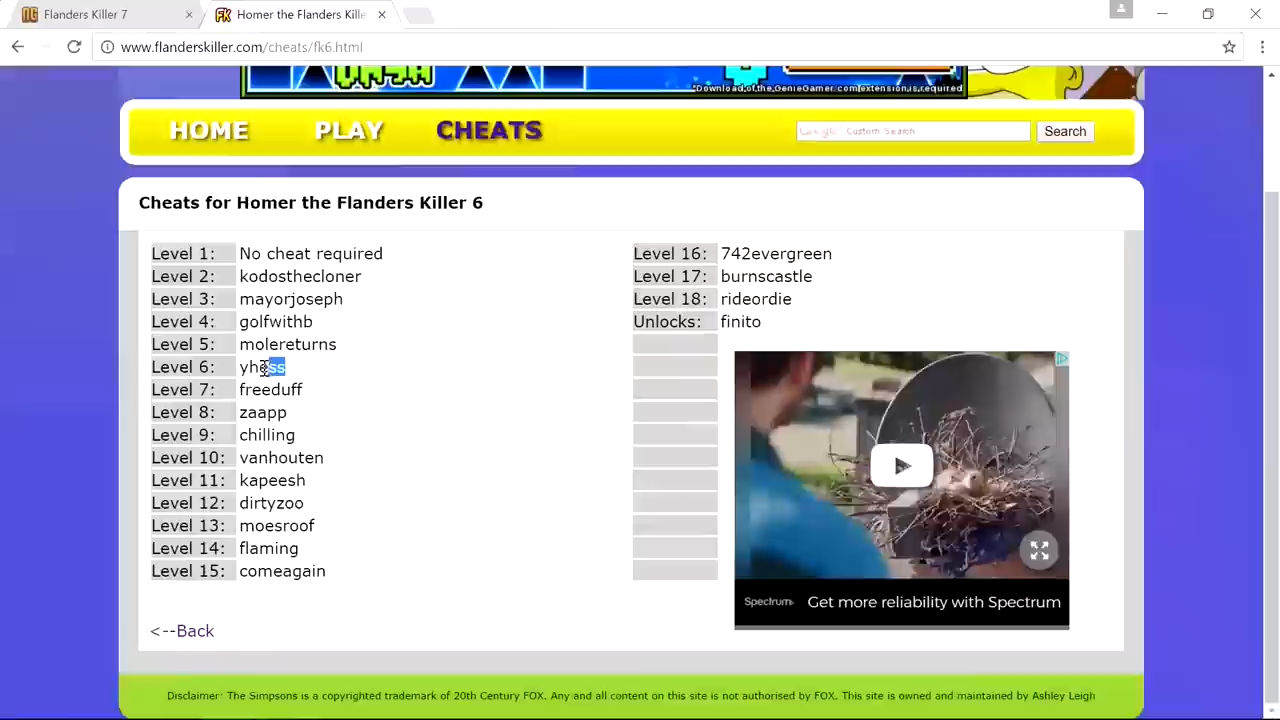 Flanders Killer 7
Homer the Flanders Kille
www.flanderskiller.com/cheats/fk6.html
*Download of the GenieGamer.com extension is required
HOME PLAY CHEATS
Custom Search
Search
Cheats for Homer the Flanders Killer 6
Level 1: No cheat required
Level 2: kodosthecloner
Level 3: mayorjoseph
Level 4: golfwithb
Level 5: molereturns
Level 6:
Level 7: freeduff
Level 8: zaapp
Level 9: chilling
Level 10: vanhouten
Level 11: kapeesh
Level 12: dirtyzoo
Level 13: moesroof
Level 14: flaming
Level 15: comeagain
Level 16: 742evergreen
Level 17: burnscastle
Level 18: rideordie
Unlocks: finito
Spectrum
Get more reliability with Spectrum
<--Back
Disclaimer: The Simpsons is a copyrighted trademark of 20th Century FOX. Any and all content on this site is not authorised by FOX. This site is owned and maintained by Ashley Leigh